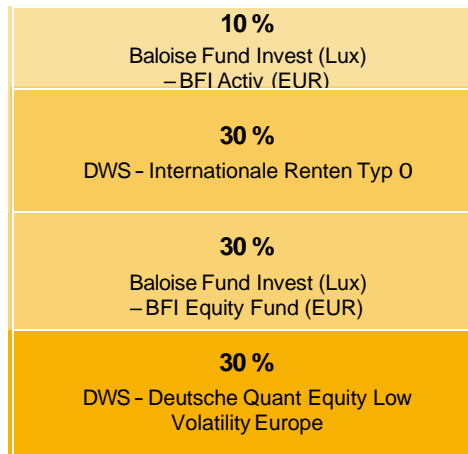 10 %
Baloise Fund Invest (Lux)
– BFI Activ (EUR)
30 %
DWS – Internationale Renten Typ O
30 %
Baloise Fund Invest (Lux)
– BFI Equity Fund (EUR)
30 %
DWS – Deutsche Quant Equity Low
Volatility Europe